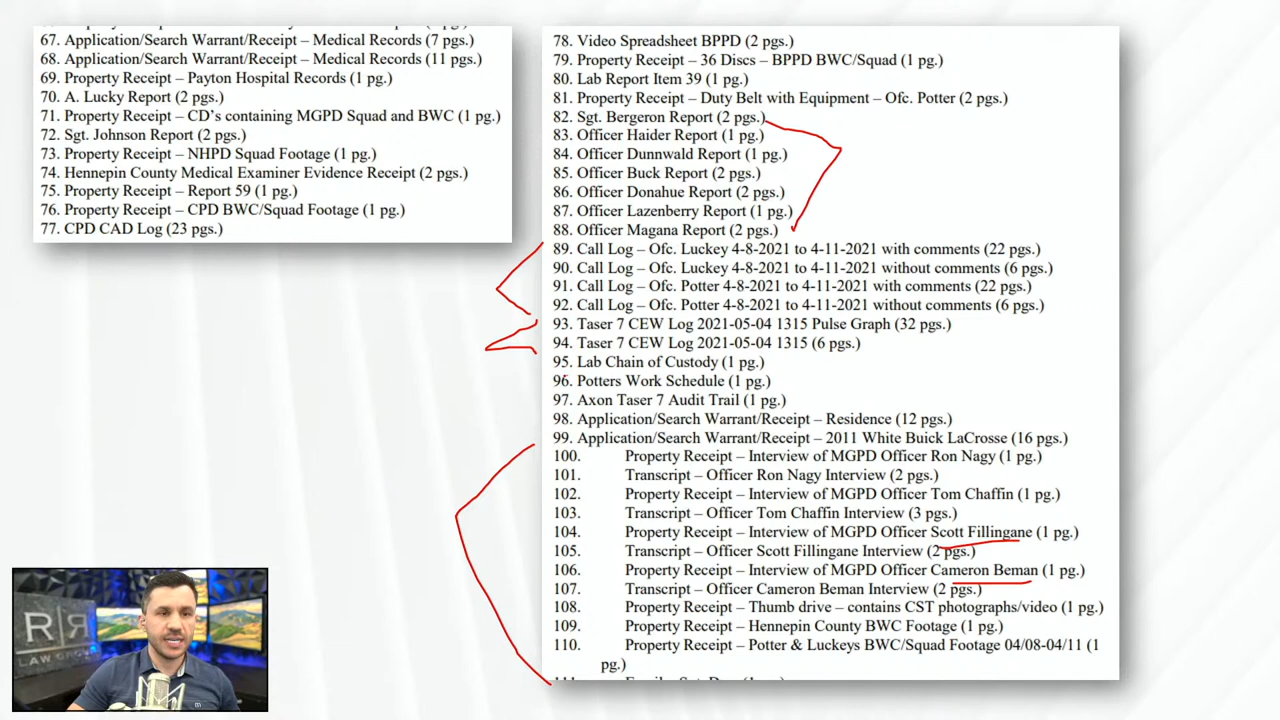 67. Application/Search Warrant/Receipt – Medical Records (7 pgs.)
68. Application/Search Warrant/Receipt – Medical Records (11 pgs.)
69. Property Receipt – Payton Hospital Records (1 pg.)
70. A. Lucky Report (2 pgs.)
71. Property Receipt – CD's containing MGPD Squad and BWC (1 pg.)
72. Sgt. Johnson Report (2 pgs.)
73. Property Receipt – NHPD Squad Footage (1 pg.)
74. Hennepin County Medical Examiner Evidence Receipt (2 pgs.)
75. Property Receipt – Report 59 (1 pg.)
76. Property Receipt – CPD BWC/Squad Footage (1 pg.)
77. CPD CAD Log (23 pgs.)
78. Video Spreadsheet BPPD (2 pgs.)
79. Property Receipt – 36 Discs – BPPD BWC/Squad (1 pg.)
80. Lab Report Item 39 (1 pg.)
81. Property Receipt – Duty Belt with Equipment – Ofc. Potter (2 pgs.)
82. Sgt. Bergeron Report (2 pgs.)
83. Officer Haider Report (1 pg.)
84. Officer Dunnwald Report (1 pg.)
85. Officer Buck Report (2 pgs.)
86. Officer Donahue Report (2 pgs.)
87. Officer Lazenberry Report (1 pg.)
88. Officer Magana Report (2 pgs.)
89. Call Log – Ofc. Luckey 4-8-2021 to 4-11-2021 with comments (22 pgs.)
90. Call Log – Ofc. Luckey 4-8-2021 to 4-11-2021 without comments (6 pgs.)
91. Call Log – Ofc. Potter 4-8-2021 to 4-11-2021 with comments (22 pgs.)
92. Call Log – Ofc. Potter 4-8-2021 to 4-11-2021 without comments (6 pgs.)
93. Taser 7 CEW Log 2021-05-04 1315 Pulse Graph (32 pgs.)
94. Taser 7 CEW Log 2021-05-04 1315 (6 pgs.)
95. Lab Chain of Custody (1 pg.)
96. Potters Work Schedule (1 pg.)
97. Axon Taser 7 Audit Trail (1 pg.)
98. Application/Search Warrant/Receipt – Residence (12 pgs.)
99. Application/Search Warrant/Receipt – 2011 White Buick LaCrosse (16 pgs.)
100. Property Receipt – Interview of MGPD Officer Ron Nagy (1 pg.)
101. Transcript – Officer Ron Nagy Interview (2 pgs.)
102. Property Receipt – Interview of MGPD Officer Tom Chaffin (1 pg.)
103. Transcript – Officer Tom Chaffin Interview (3 pgs.)
104. Property Receipt – Interview of MGPD Officer Scott Fillingane (1 pg.)
105. Transcript – Officer Scott Fillingane Interview (2 pgs.)
106. Property Receipt – Interview of MGPD Officer Cameron Beman (1 pg.)
107. Transcript – Officer Cameron Beman Interview (2 pgs.)
108. Property Receipt – Thumb drive – contains CST photographs/video (1 pg.)
109. Property Receipt – Hennepin County BWC Footage (1 pg.)
110. Property Receipt – Potter & Luckeys BWC/Squad Footage 04/08-04/11 (1
pg.)
R R
LAW GROUP